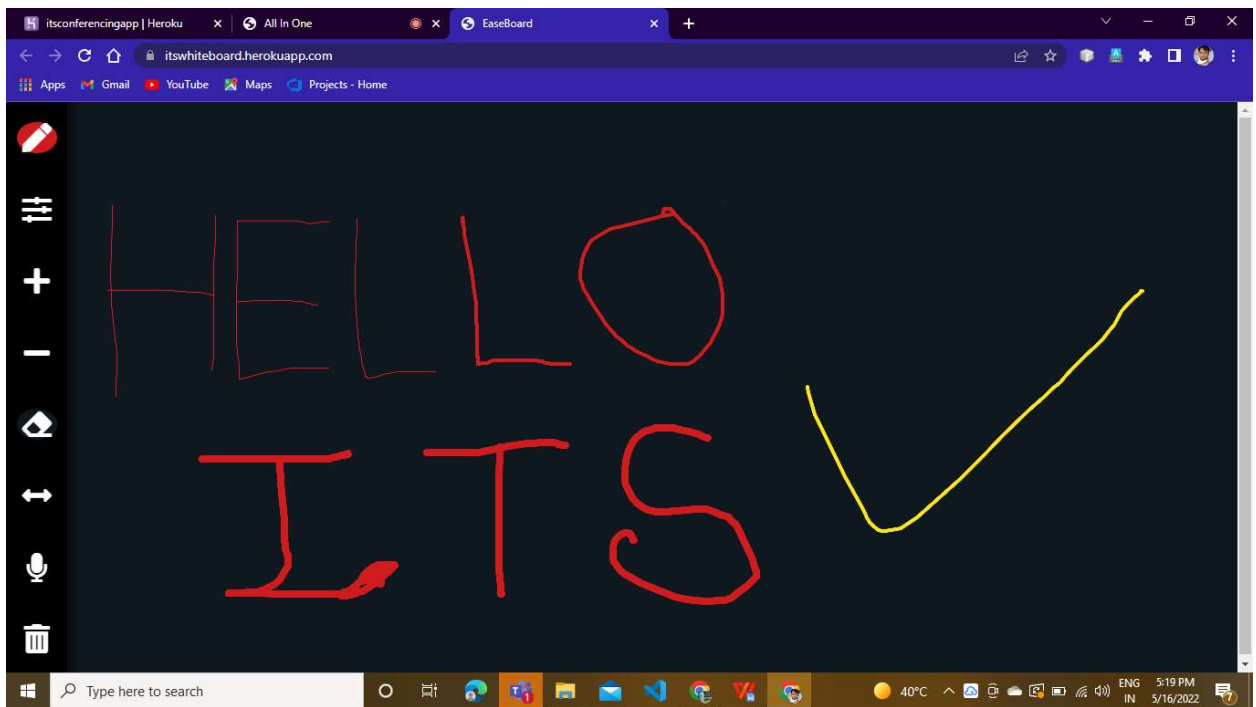 itsconferencingapp | Heroku
All In One
EaseBoard
itswhiteboard.herokuapp.com
Apps
Gmail
YouTube
Maps
Projects - Home
HELLO
I.TS
Type here to search
40°C
ENG
5:19 PM
IN
5/16/2022